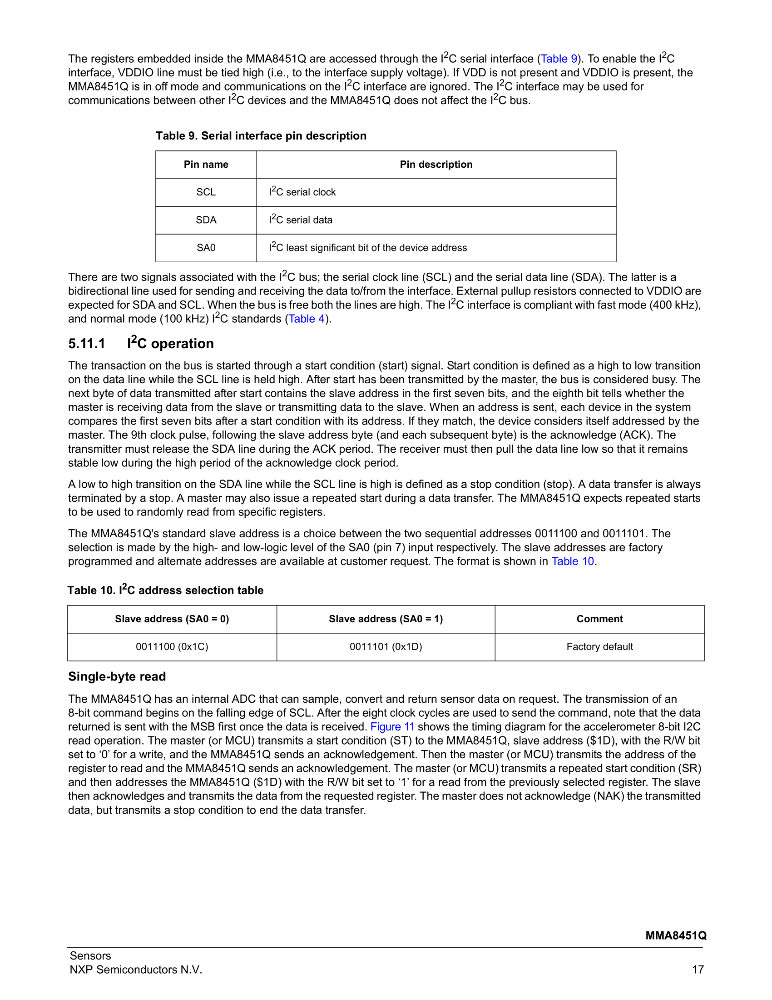 The registers embedded inside the MMA8451Q are accessed through the I2C serial interface (Table 9). To enable the I2C
interface, VDDIO line must be tied high (i.e., to the interface supply voltage). If VDD is not present and VDDIO is present, the
MMA8451Q is in off mode and communications on the I2C interface are ignored. The I2C interface may be used for
communications between other I2C devices and the MMA8451Q does not affect the I2C bus.
Table 9. Serial interface pin description
Pin name Pin description
SCL I2C serial clock
SDA I2C serial data
SA0 I2C least significant bit of the device address
There are two signals associated with the I2C bus; the serial clock line (SCL) and the serial data line (SDA). The latter is a
bidirectional line used for sending and receiving the data to/from the interface. External pullup resistors connected to VDDIO are
expected for SDA and SCL. When the bus is free both the lines are high. The I2C interface is compliant with fast mode (400 kHz),
and normal mode (100 kHz) I2C standards (Table 4).
5.11.1 I2C operation
The transaction on the bus is started through a start condition (start) signal. Start condition is defined as a high to low transition
on the data line while the SCL line is held high. After start has been transmitted by the master, the bus is considered busy. The
next byte of data transmitted after start contains the slave address in the first seven bits, and the eighth bit tells whether the
master is receiving data from the slave or transmitting data to the slave. When an address is sent, each device in the system
compares the first seven bits after a start condition with its address. If they match, the device considers itself addressed by the
master. The 9th clock pulse, following the slave address byte (and each subsequent byte) is the acknowledge (ACK). The
transmitter must release the SDA line during the ACK period. The receiver must then pull the data line low so that it remains
stable low during the high period of the acknowledge clock period.
A low to high transition on the SDA line while the SCL line is high is defined as a stop condition (stop). A data transfer is always
terminated by a stop. A master may also issue a repeated start during a data transfer. The MMA8451Q expects repeated starts
to be used to randomly read from specific registers.
The MMA8451Q's standard slave address is a choice between the two sequential addresses 0011100 and 0011101. The
selection is made by the high- and low-logic level of the SA0 (pin 7) input respectively. The slave addresses are factory
programmed and alternate addresses are available at customer request. The format is shown in Table 10.
Table 10. I2C address selection table
Slave address (SA0 = 0) Slave address (SA0 = 1) Comment
0011100 (0x1C) 0011101 (0x1D) Factory default
Single-byte read
The MMA8451Q has an internal ADC that can sample, convert and return sensor data on request. The transmission of an
8-bit command begins on the falling edge of SCL. After the eight clock cycles are used to send the command, note that the data
returned is sent with the MSB first once the data is received. Figure 11 shows the timing diagram for the accelerometer 8-bit I2C
read operation. The master (or MCU) transmits a start condition (ST) to the MMA8451Q, slave address ($1D), with the R/W bit
set to ‘0’ for a write, and the MMA8451Q sends an acknowledgement. Then the master (or MCU) transmits the address of the
register to read and the MMA8451Q sends an acknowledgement. The master (or MCU) transmits a repeated start condition (SR)
and then addresses the MMA8451Q ($1D) with the R/W bit set to ‘1’ for a read from the previously selected register. The slave
then acknowledges and transmits the data from the requested register. The master does not acknowledge (NAK) the transmitted
data, but transmits a stop condition to end the data transfer.
MMA8451Q
Sensors
NXP Semiconductors N.V. 17